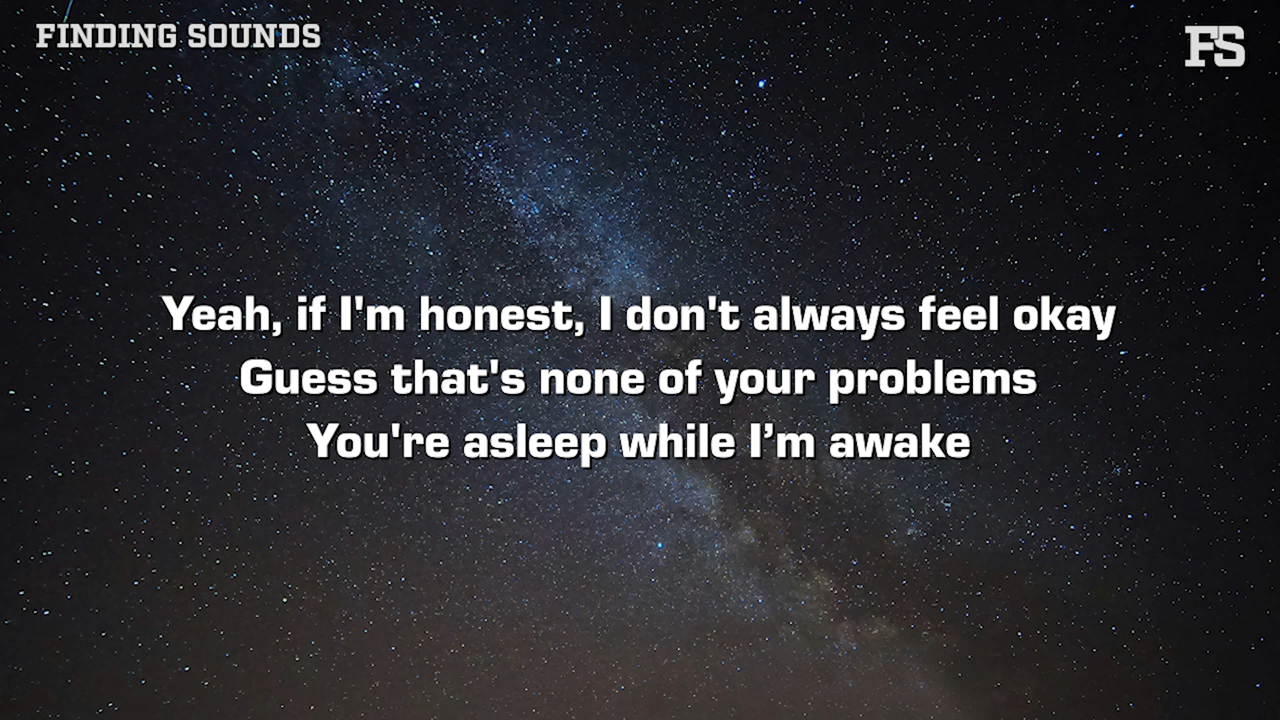 FINDING SOUNDS
FS
Yeah, if I'm honest, I don't always feel okay
Guess that's none of your problems
You're asleep while I’m awake